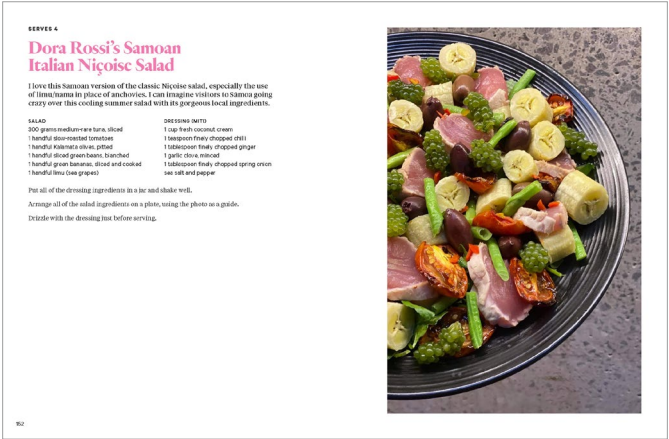 SERVES 4
Dora Rossi's Samoan
Italian Niçoise Salad
I love this Samoan version of the classic Niçoise salad, especially the use
of limu/nama in place of anchovies. I can imagine visitors to Sāmoa going
crazy over this cooling summer salad with its gorgeous local ingredients.
SALAD
300 grams medium-rare tuna, sliced
1 handful slow-roasted tomatoes
1 handful Kalamata olives, pitted
1 handful sliced green beans, blanched
1 handful green bananas, sliced and cooked
1 handful limu (sea grapes)
DRESSING (MITI)
1 cup fresh coconut cream
1 teaspoon finely chopped chilli
1 tablespoon finely chopped ginger
1 garlic clove, minced
1 tablespoon finely chopped spring onion
sea salt and pepper
Put all of the dressing ingredients in a jar and shake well.
Arrange all of the salad ingredients on a plate, using the photo as a guide.
Drizzle with the dressing just before serving.
152